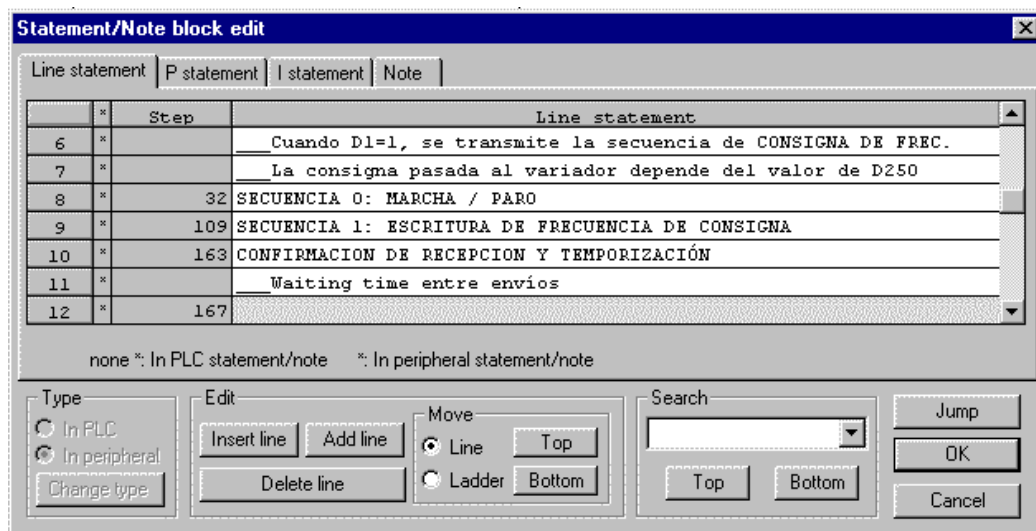 Statement/Note block edit
Line statement P statement I statement Note
* Step Line statement
6 * ___Cuando D1=1, se transmite la secuencia de CONSIGNA DE FREC.
7 * ___La consigna pasada al variador depende del valor de D250
8 * 32 SECUENCIA 0: MARCHA / PARO
9 * 109 SECUENCIA 1: ESCRITURA DE FRECUENCIA DE CONSIGNA
10 * 163 CONFIRMACION DE RECEPCION Y TEMPORIZACIÓN
11 * ___Waiting time entre envíos
12 * 167
none *: In PLC statement/note *: In peripheral statement/note
Type
In PLC
In peripheral
Change type
Edit
Insert line Add line
Delete line
Move
Line Top
Ladder Bottom
Search
Top Bottom
Jump
OK
Cancel